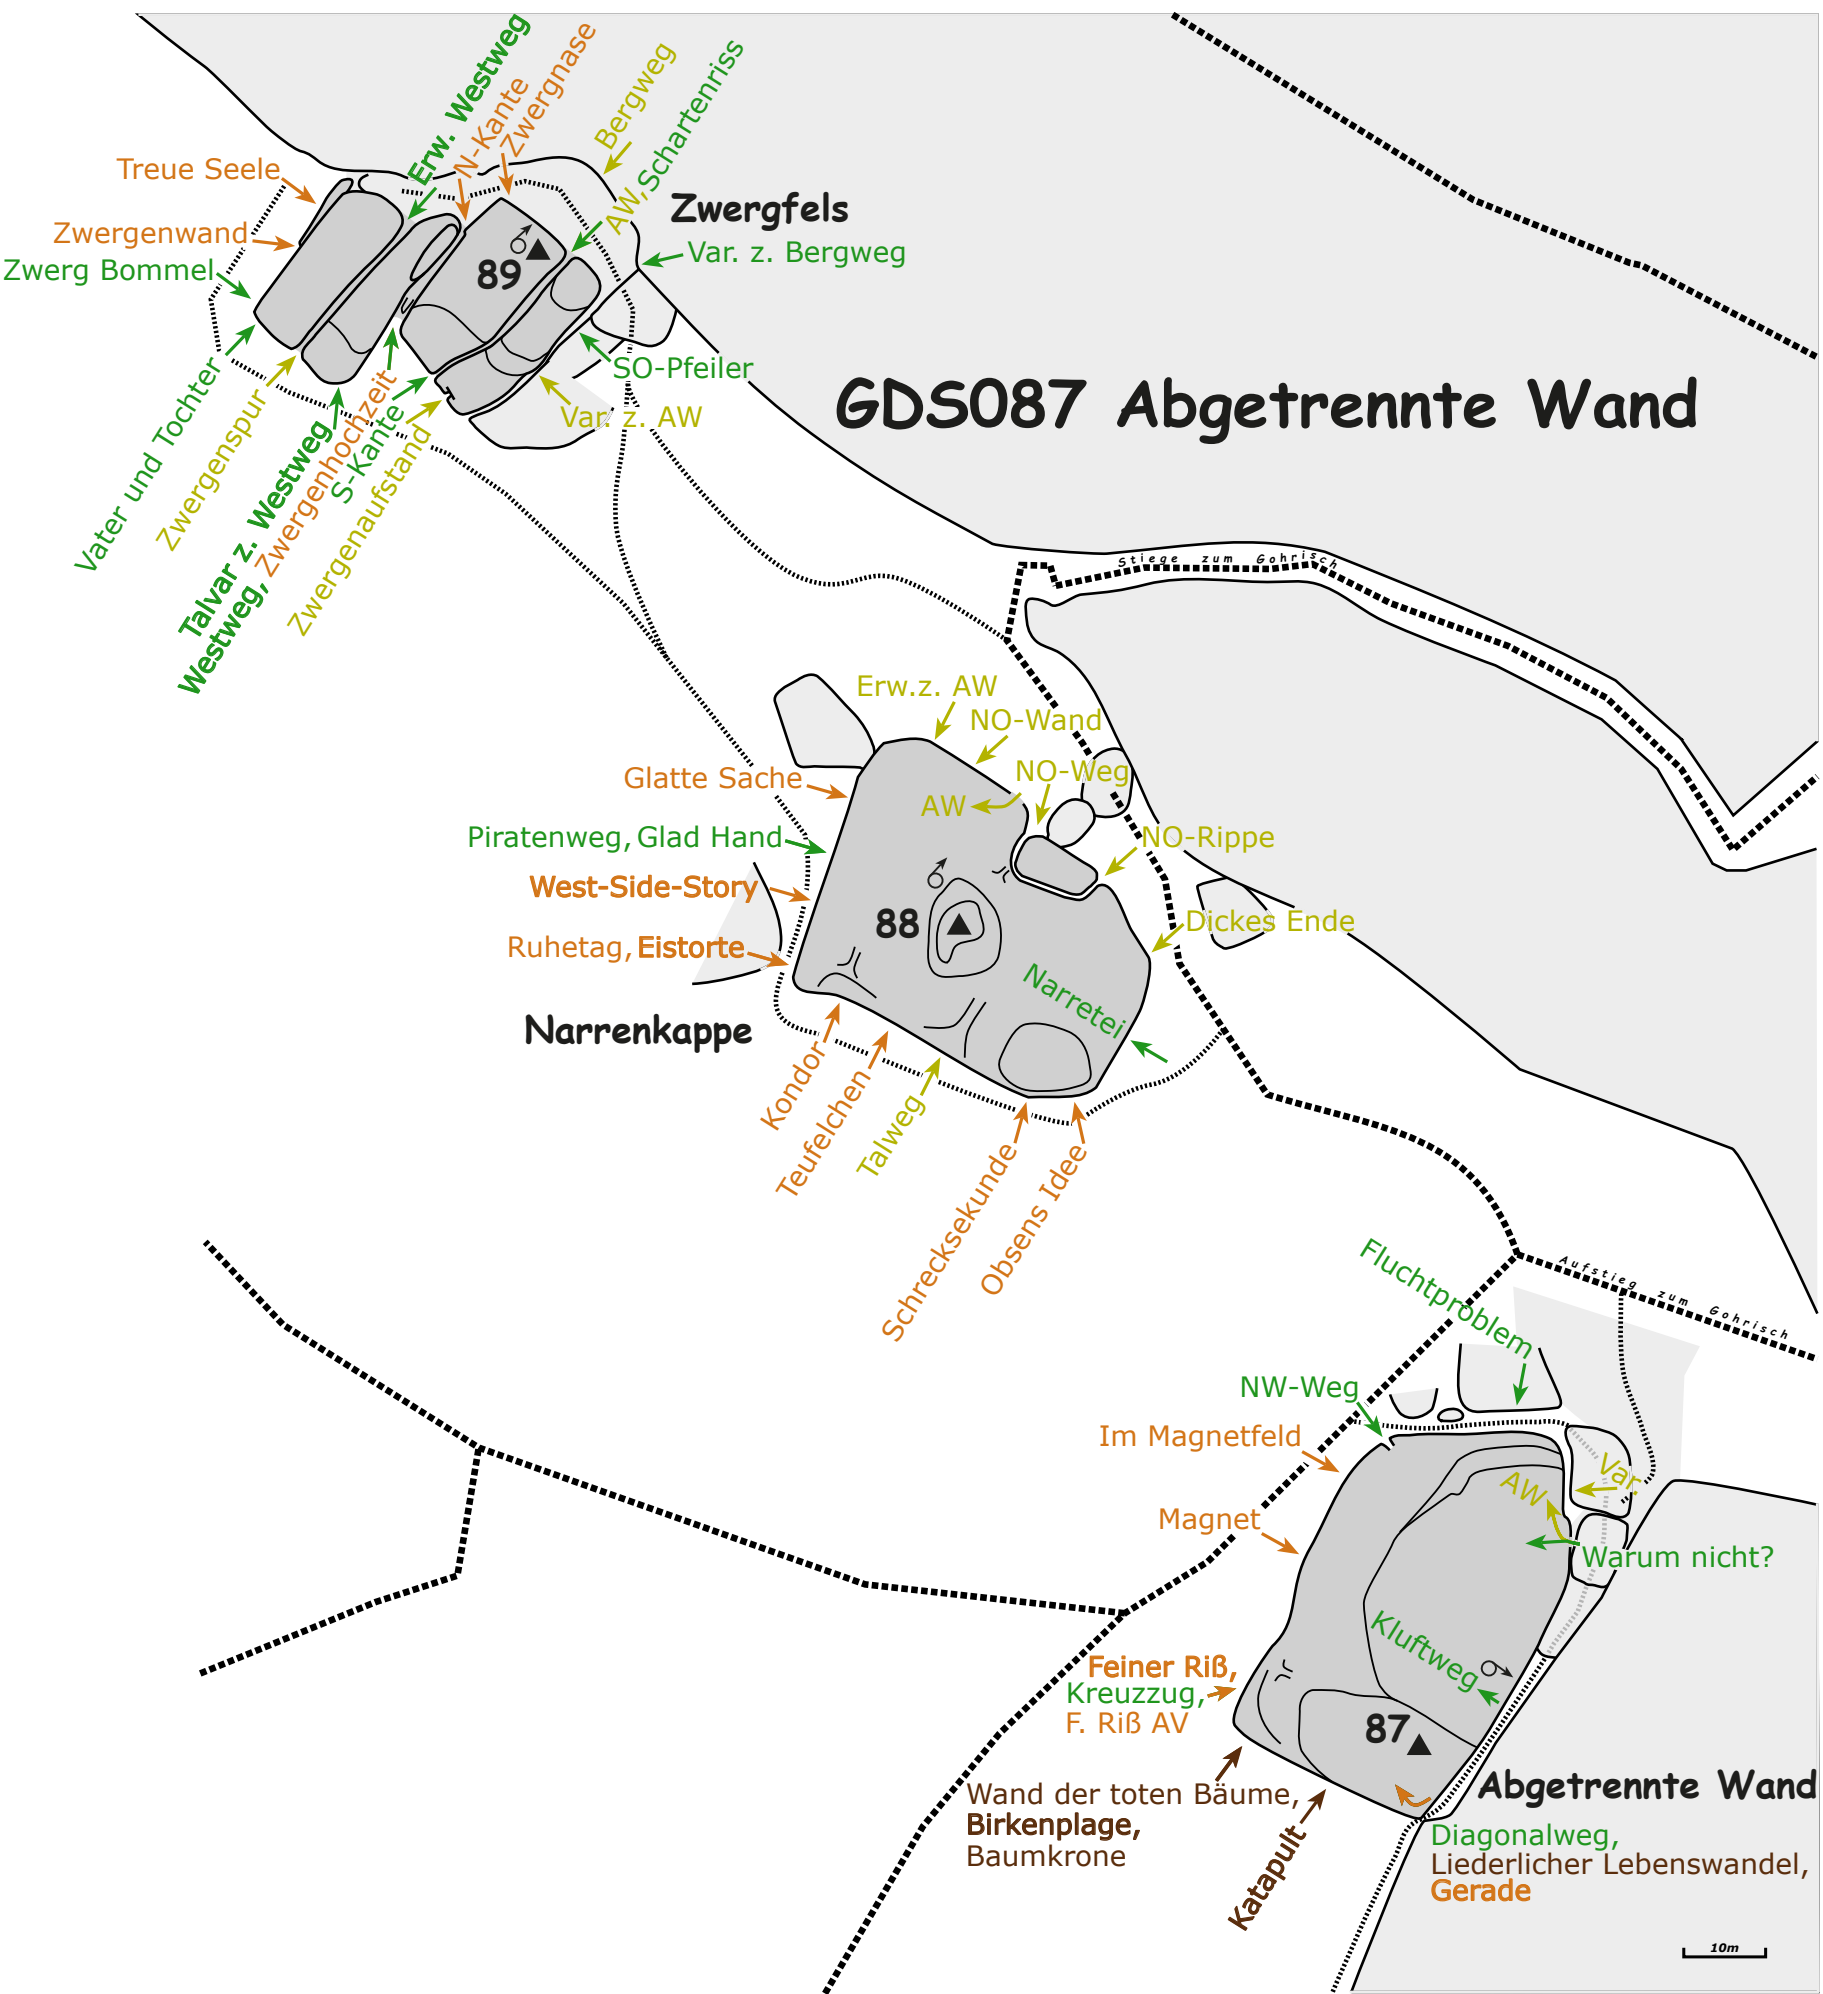 Erw. Westweg
N-Kante
Zwergnase
Bergweg
AW, Schartenriss
Treue Seele
Zwergfels
Zwergenwand
Var. z. Bergweg
Zwerg Bommel
89
SO-Pfeiler
Var. z. AW
GDS087 Abgetrennte Wand
Vater und Tochter
Zwergenspur
Talvar z. Westweg
Westweg, Zwergenhochzeit
S-Kante
Zwergenaufstand
Stiege zum Gohrisch
Erw.z. AW
NO-Wand
NO-Weg
Glatte Sache
AW
Piratenweg, Glad Hand
NO-Rippe
West-Side-Story
88
Dickes Ende
Ruhetag, Eistorte
Narretei
Narrenkappe
Kondor
Teufelchen
Talweg
Schrecksekunde
Obsens Idee
Aufstieg zum Gohrisch
Fluchtproblem
NW-Weg
Im Magnetfeld
Var.
AW
Magnet
Warum nicht?
Kluftweg
Feiner Riß,
Kreuzzug,
F. Riß AV
87
Abgetrennte Wand
Wand der toten Bäume,
Birkenplage,
Baumkrone
Katapult
Diagonalweg,
Liederlicher Lebenswandel,
Gerade
10m